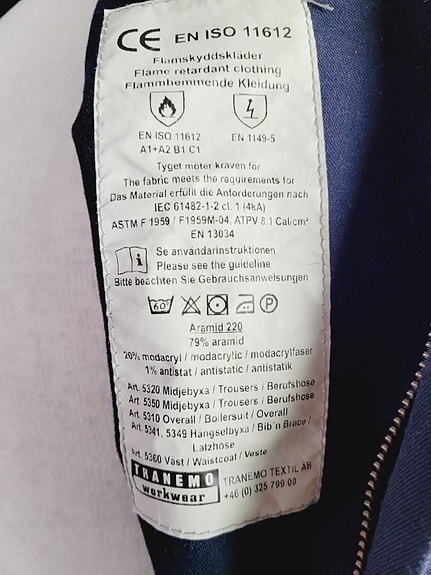 CE EN ISO 11612
Flamskyddskläder
Flame retardant clothing
Flammhemmende Kleidung
EN ISO 11612 EN 1149-5
A1+A2 B1 C1
Tyget möter kraven för
The fabric meets the requirements for
Das Material erfüllt die Anforderungen nach
IEC 61482-1-2 cl. 1 (4kA)
ASTM F 1959 / F1959M-04. ATPV 8.1 Cal/cm²
EN 13034
Se användarinstruktionen
Please see the guideline
Bitte beachten Sie Gebrauchsanweisungen
60° P
Aramid 220
79% aramid
20% modacryl / modacrylic / modacrylfaser
1% antistat / antistatic / antistatik
Art. 5320 Midjebyxa / Trousers / Berufshose
Art. 5350 Midjebyxa / Trousers / Berufshose
Art. 5310 Overall / Boilersuit / Overall
Art. 5341, 5349 Hängselbyxa / Bib'n Brace /
Latzhose
Art. 5360 Väst / Waistcoat / Veste
TRANEMO TRANEMO TEXTIL AB
workwear +46 (0) 325 799 00